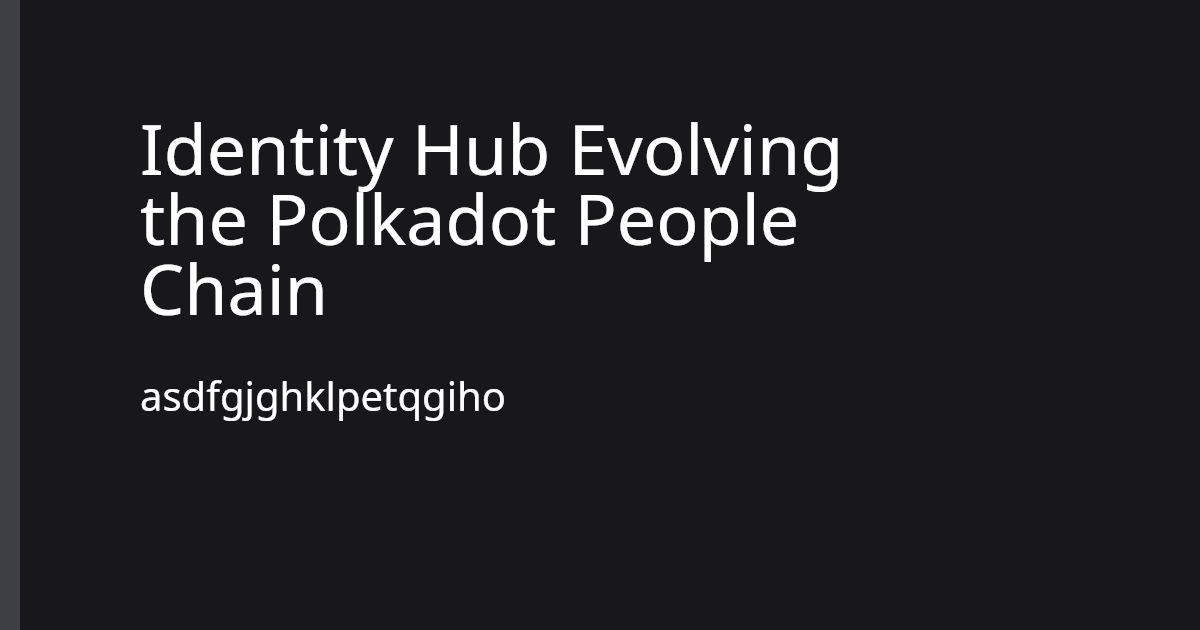 Identity Hub Evolving
the Polkadot People
Chain
asdfgjghklpetqgiho